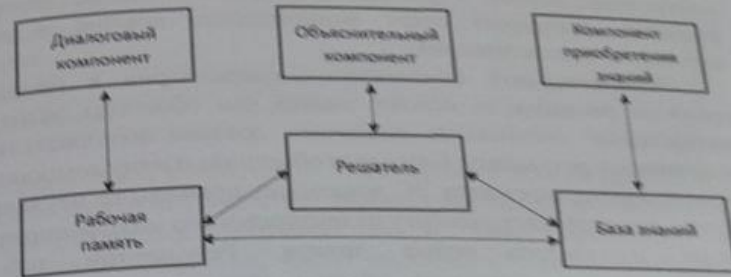 Диалоговый
компонент
Объяснительный
компонент
Компонент
приобретения
знаний
Решатель
Рабочая
память
База знаний